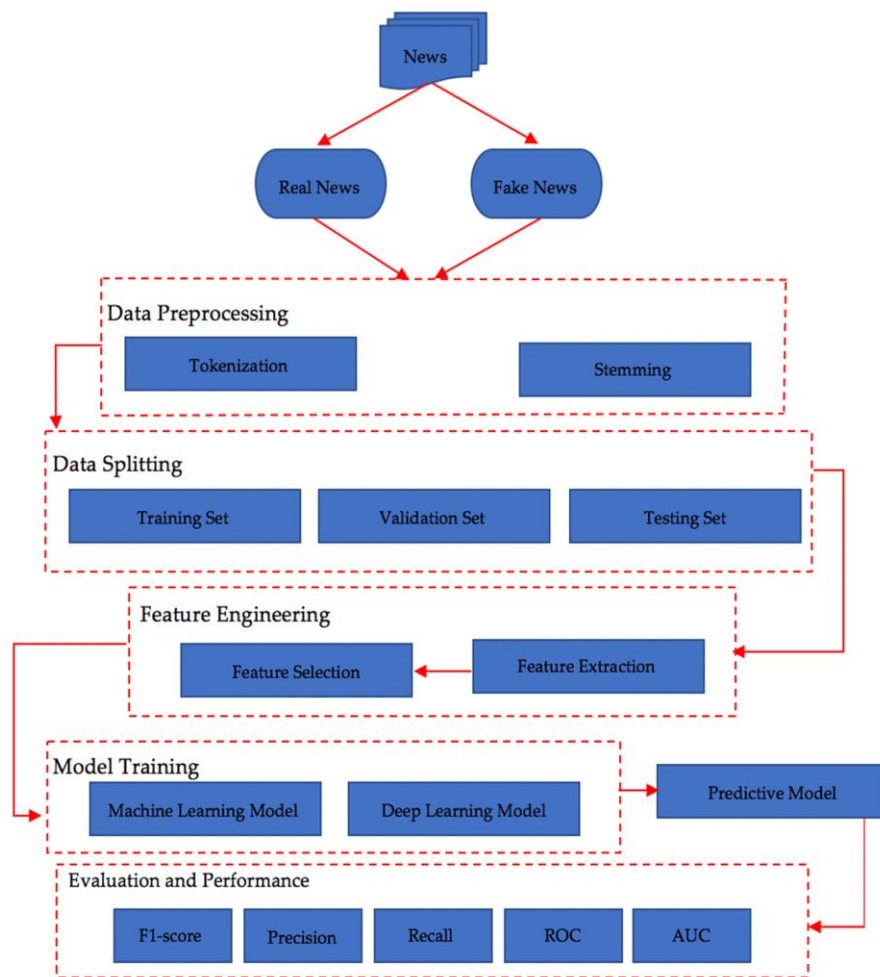 News
Real News
Fake News
Data Preprocessing
Tokenization
Stemming
Data Splitting
Training Set
Validation Set
Testing Set
Feature Engineering
Feature Selection
Feature Extraction
Model Training
Machine Learning Model
Deep Learning Model
Predictive Model
Evaluation and Performance
F1-score
Precision
Recall
ROC
AUC